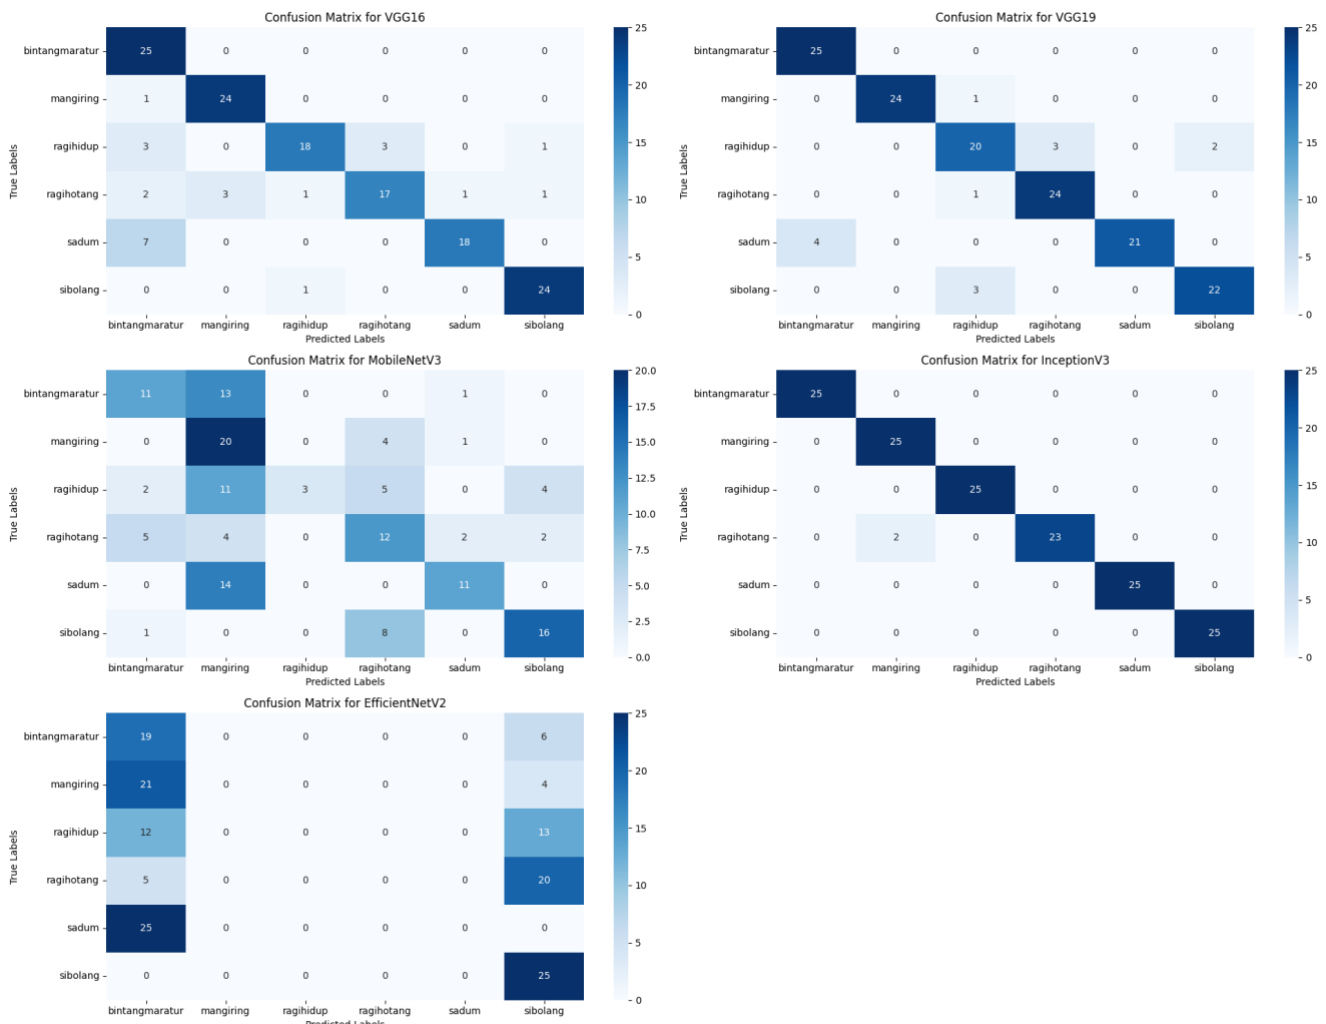 Confusion Matrix for VGG16
bintangmaratur 25 0 0 0 0 0
mangiring 1 24 0 0 0 0
ragihidup 3 0 18 3 0 1
ragihotang 2 3 1 17 1 1
sadum 7 0 0 0 18 0
sibolang 0 0 1 0 0 24
bintangmaratur mangiring ragihidup ragihotang sadum sibolang
Predicted Labels
True Labels
25
20
15
10
5
0
Confusion Matrix for VGG19
bintangmaratur 25 0 0 0 0 0
mangiring 0 24 1 0 0 0
ragihidup 0 0 20 3 0 2
ragihotang 0 0 1 24 0 0
sadum 4 0 0 0 21 0
sibolang 0 0 3 0 0 22
bintangmaratur mangiring ragihidup ragihotang sadum sibolang
Predicted Labels
True Labels
25
20
15
10
5
0
Confusion Matrix for MobileNetV3
bintangmaratur 11 13 0 0 1 0
mangiring 0 20 0 4 1 0
ragihidup 2 11 3 5 0 4
ragihotang 5 4 0 12 2 2
sadum 0 14 0 0 11 0
sibolang 1 0 0 8 0 16
bintangmaratur mangiring ragihidup ragihotang sadum sibolang
Predicted Labels
True Labels
20.0
17.5
15.0
12.5
10.0
7.5
5.0
2.5
0.0
Confusion Matrix for InceptionV3
bintangmaratur 25 0 0 0 0 0
mangiring 0 25 0 0 0 0
ragihidup 0 0 25 0 0 0
ragihotang 0 2 0 23 0 0
sadum 0 0 0 0 25 0
sibolang 0 0 0 0 0 25
bintangmaratur mangiring ragihidup ragihotang sadum sibolang
Predicted Labels
True Labels
25
20
15
10
5
0
Confusion Matrix for EfficientNetV2
bintangmaratur 19 0 0 0 0 6
mangiring 21 0 0 0 0 4
ragihidup 12 0 0 0 0 13
ragihotang 5 0 0 0 0 20
sadum 25 0 0 0 0 0
sibolang 0 0 0 0 0 25
bintangmaratur mangiring ragihidup ragihotang sadum sibolang
Predicted Labels
True Labels
25
20
15
10
5
0